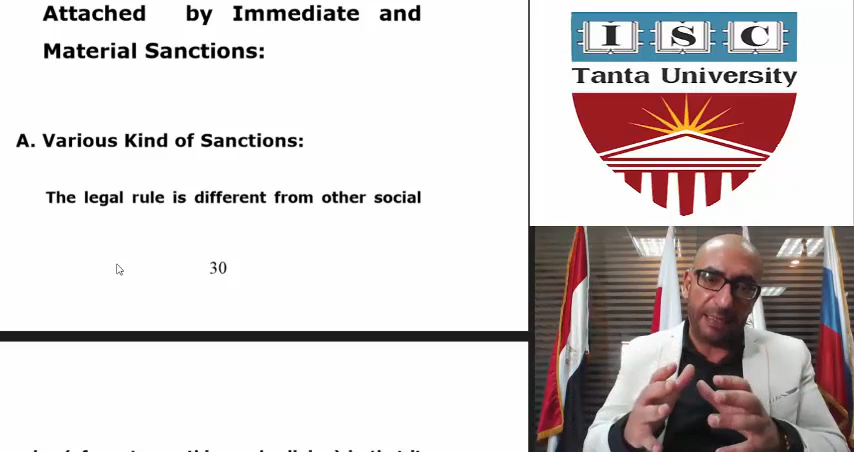 Attached by Immediate and
Material Sanctions:
A. Various Kind of Sanctions:
The legal rule is different from other social
30
I S C
Tanta University